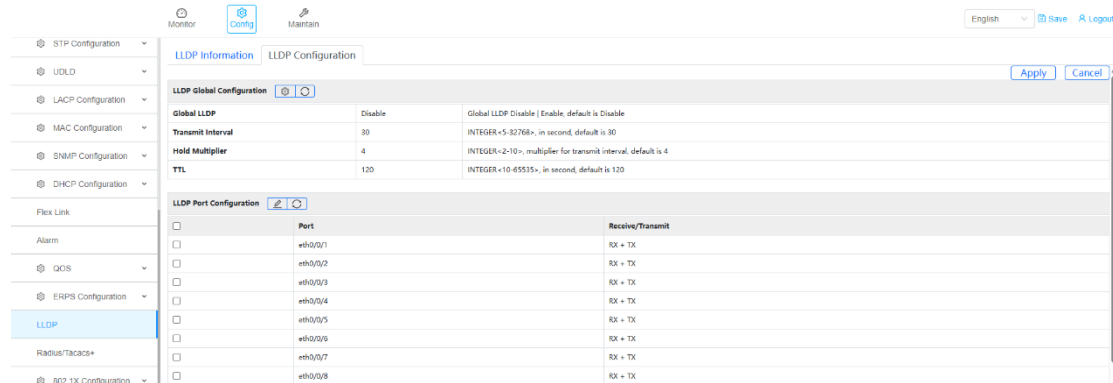 Monitor Config Maintain English Save Logout
STP Configuration
UDLD
LACP Configuration
MAC Configuration
SNMP Configuration
DHCP Configuration
Flex Link
Alarm
QOS
ERPS Configuration
LLDP
Radius/Tacacs+
802.1X Configuration
LLDP Information LLDP Configuration
Apply Cancel
LLDP Global Configuration
Global LLDP Disable Global LLDP Disable | Enable, default is Disable
Transmit Interval 30 INTEGER<5-32768>, in second, default is 30
Hold Multiplier 4 INTEGER<2-10>, multiplier for transmit interval, default is 4
TTL 120 INTEGER<10-65535>, in second, default is 120
LLDP Port Configuration
Port Receive/Transmit
eth0/0/1 RX + TX
eth0/0/2 RX + TX
eth0/0/3 RX + TX
eth0/0/4 RX + TX
eth0/0/5 RX + TX
eth0/0/6 RX + TX
eth0/0/7 RX + TX
eth0/0/8 RX + TX